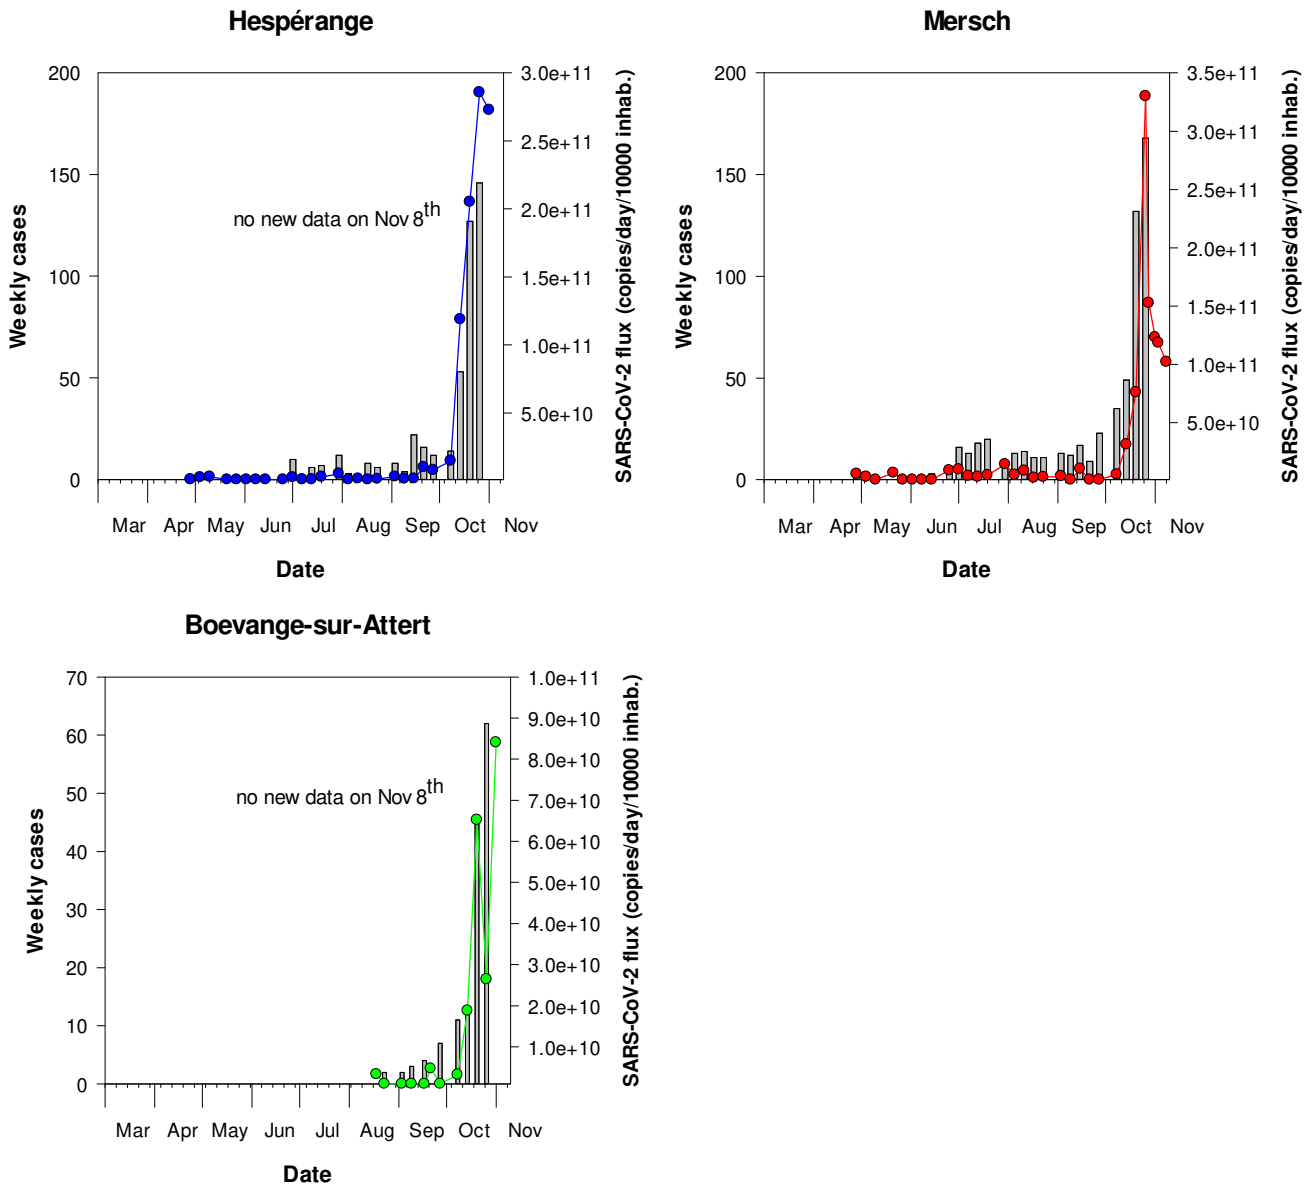 Hespérange
200
150
100
50
0
Weekly cases
3.0e+11
2.5e+11
2.0e+11
1.5e+11
1.0e+11
5.0e+10
SARS-CoV-2 flux (copies/day/10000 inhab.)
no new data on Nov 8th
Mar Apr May Jun Jul Aug Sep Oct Nov
Date
Mersch
200
150
100
50
0
Weekly cases
3.5e+11
3.0e+11
2.5e+11
2.0e+11
1.5e+11
1.0e+11
5.0e+10
SARS-CoV-2 flux (copies/day/10000 inhab.)
Mar Apr May Jun Jul Aug Sep Oct Nov
Date
Boevange-sur-Attert
70
60
50
40
30
20
10
0
Weekly cases
1.0e+11
9.0e+10
8.0e+10
7.0e+10
6.0e+10
5.0e+10
4.0e+10
3.0e+10
2.0e+10
1.0e+10
SARS-CoV-2 flux (copies/day/10000 inhab.)
no new data on Nov 8th
Mar Apr May Jun Jul Aug Sep Oct Nov
Date